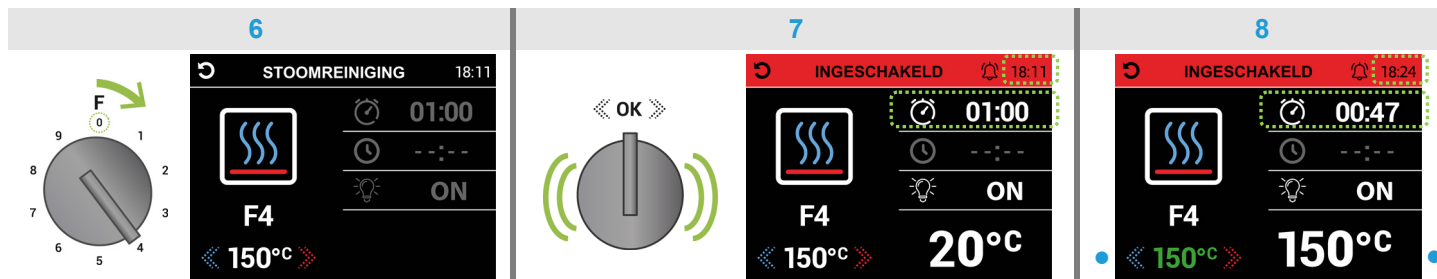 6
F
0
1
2
3
4
5
6
7
8
9
STOOMREINIGING 18:11
01:00
--:--
ON
F4
150°C
7
OK
INGESCHAKELD 18:11
01:00
--:--
ON
F4
150°C
20°C
8
INGESCHAKELD 18:24
00:47
--:--
ON
F4
150°C
150°C